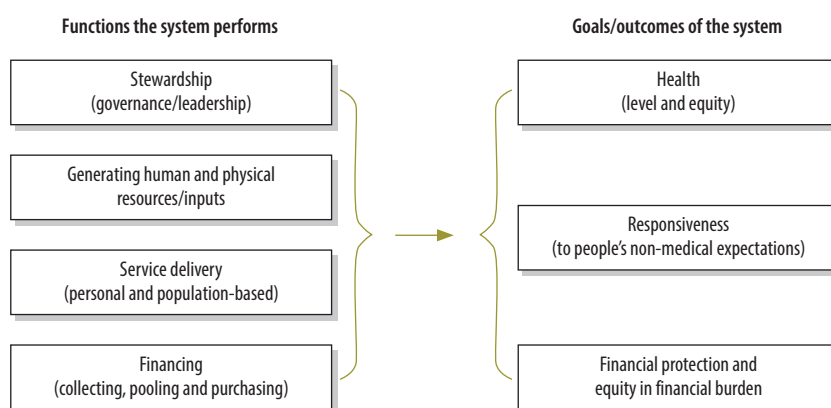 Functions the system performs
Stewardship
(governance/leadership)
Generating human and physical
resources/inputs
Service delivery
(personal and population-based)
Financing
(collecting, pooling and purchasing)
Goals/outcomes of the system
Health
(level and equity)
Responsiveness
(to people’s non-medical expectations)
Financial protection and
equity in financial burden